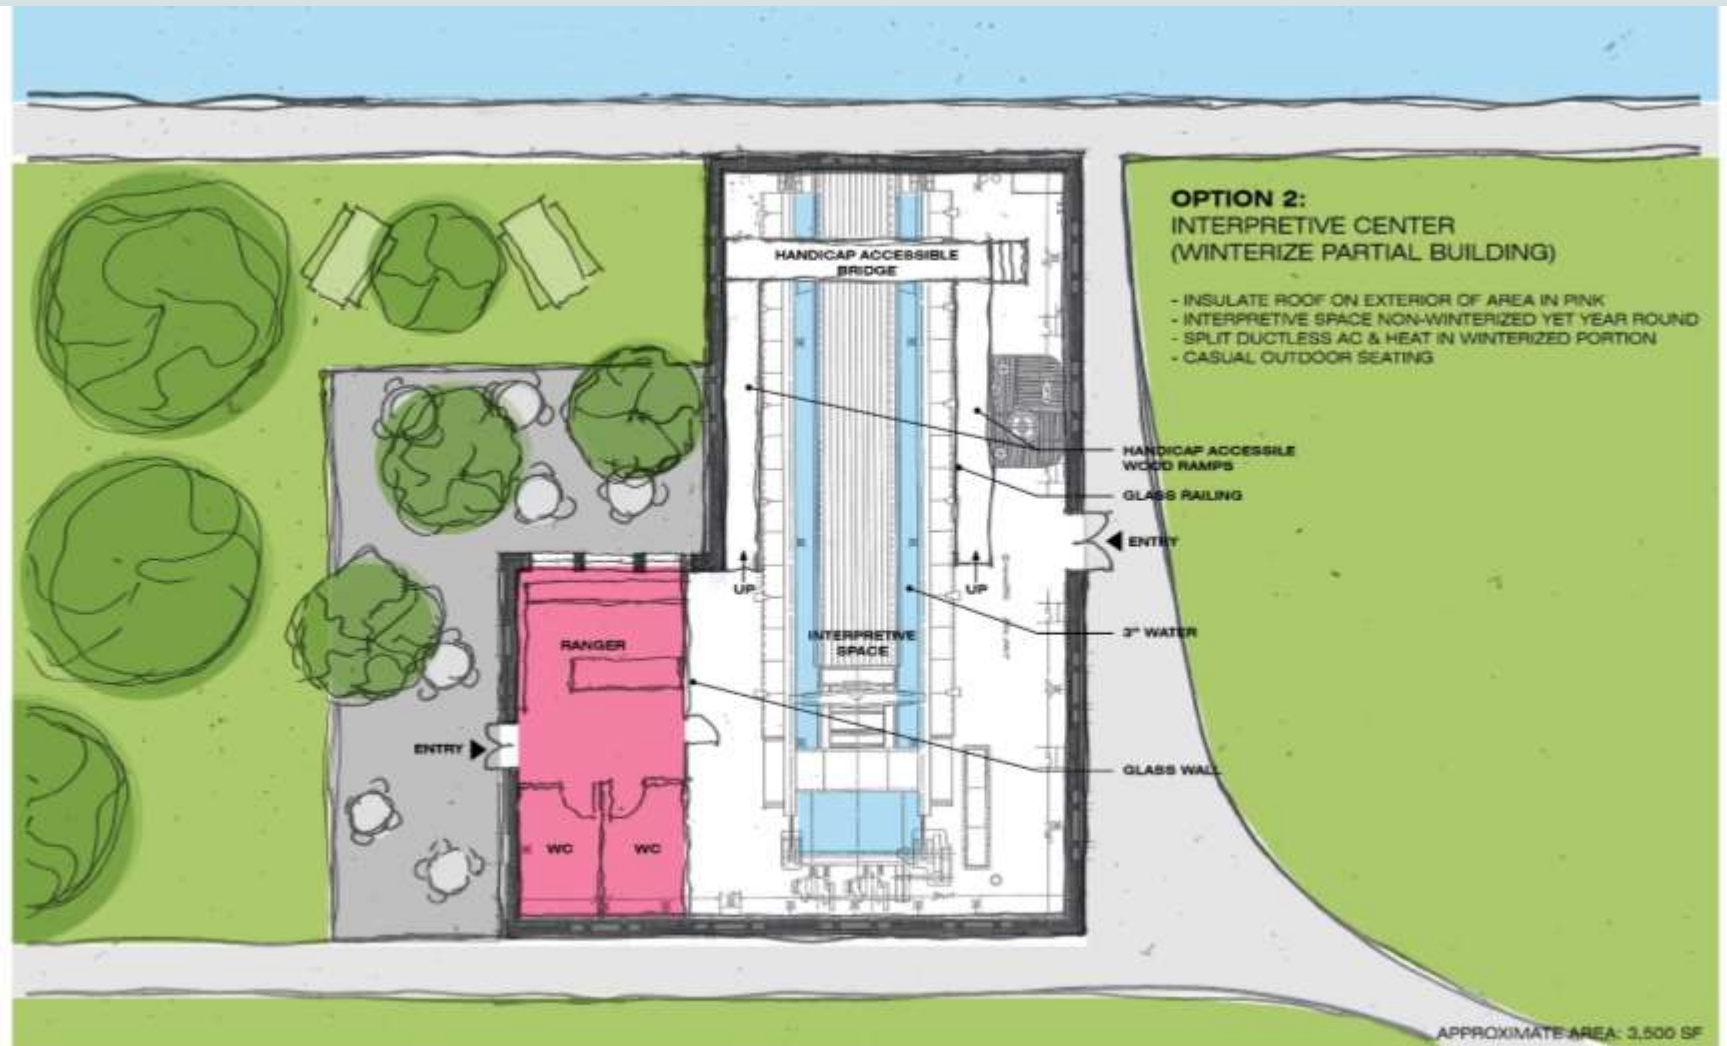 OPTION 2:
INTERPRETIVE CENTER
(WINTERIZE PARTIAL BUILDING)
- INSULATE ROOF ON EXTERIOR OF AREA IN PINK
- INTERPRETIVE SPACE NON-WINTERIZED YET YEAR ROUND
- SPLIT DUCTLESS AC & HEAT IN WINTERIZED PORTION
- CASUAL OUTDOOR SEATING
HANDICAP ACCESSIBLE
BRIDGE
HANDICAP ACCESSILE
WOOD RAMPS
GLASS RAILING
ENTRY
UP
UP
3" WATER
INTERPRETIVE
SPACE
RANGER
ENTRY
GLASS WALL
WC
WC
APPROXIMATE AREA: 3,500 SF